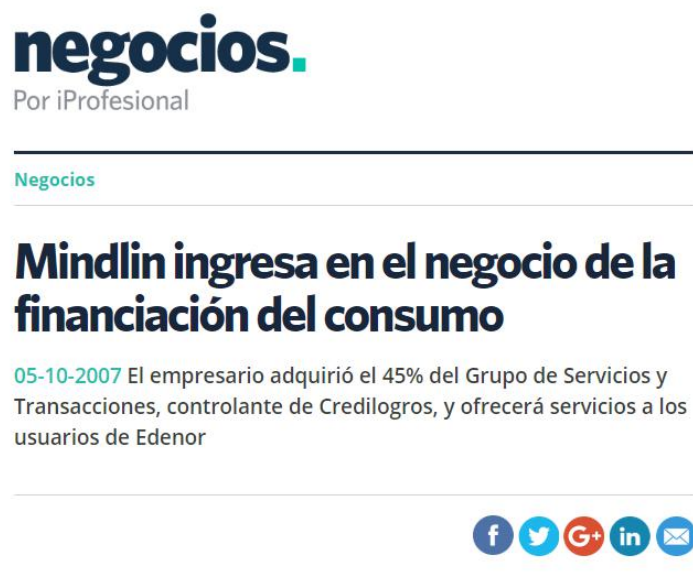 negocios.
Por iProfesional
Negocios
Mindlin ingresa en el negocio de la
financiación del consumo
05-10-2007 El empresario adquirió el 45% del Grupo de Servicios y
Transacciones, controlante de Credilogros, y ofrecerá servicios a los
usuarios de Edenor
f G+ in